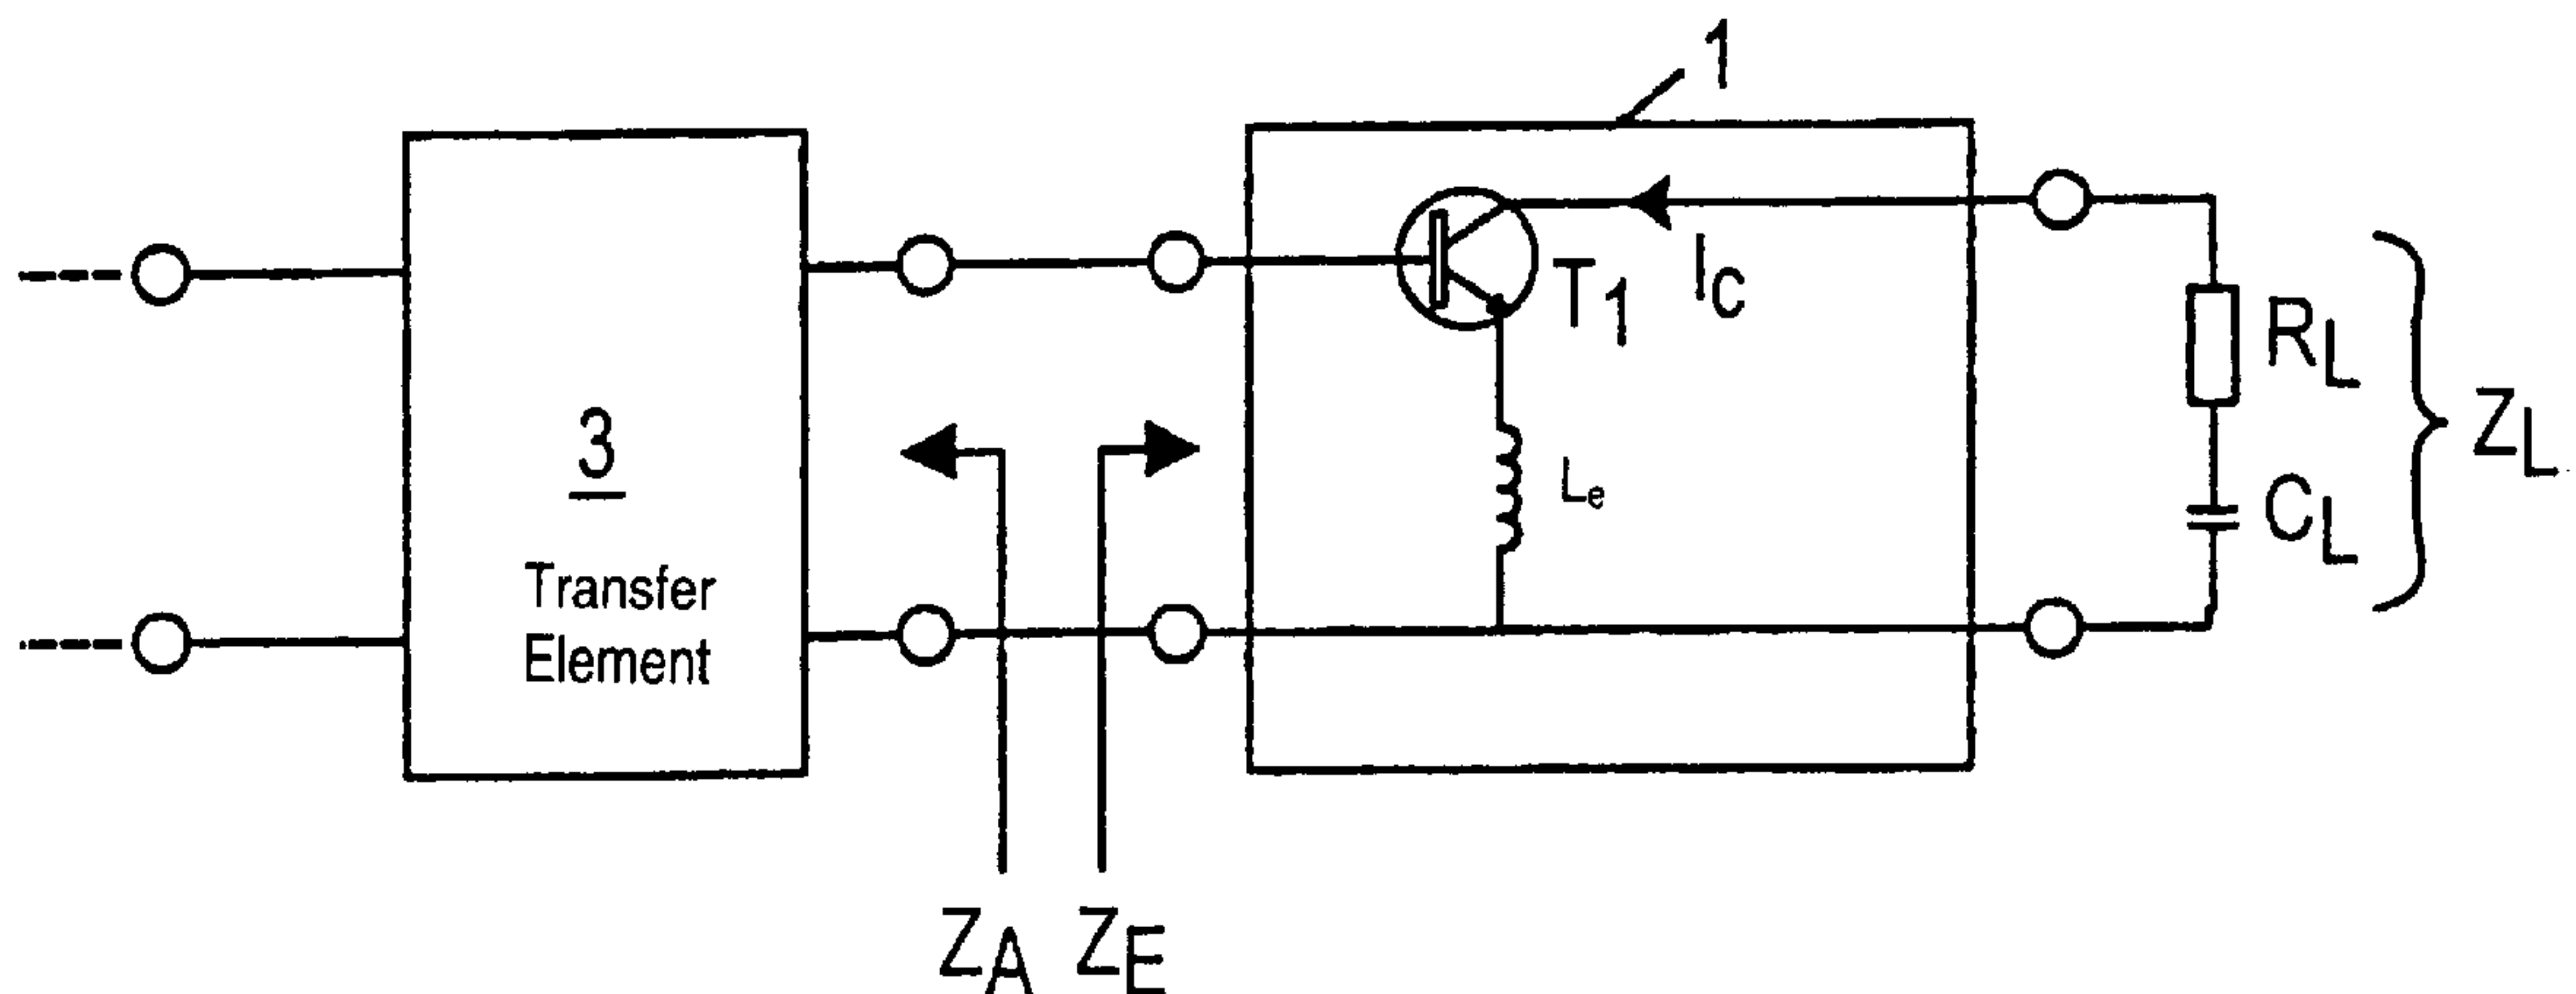 1
3
Transfer
Element
T1
IC
Le
RL
CL
ZL
ZA
ZE